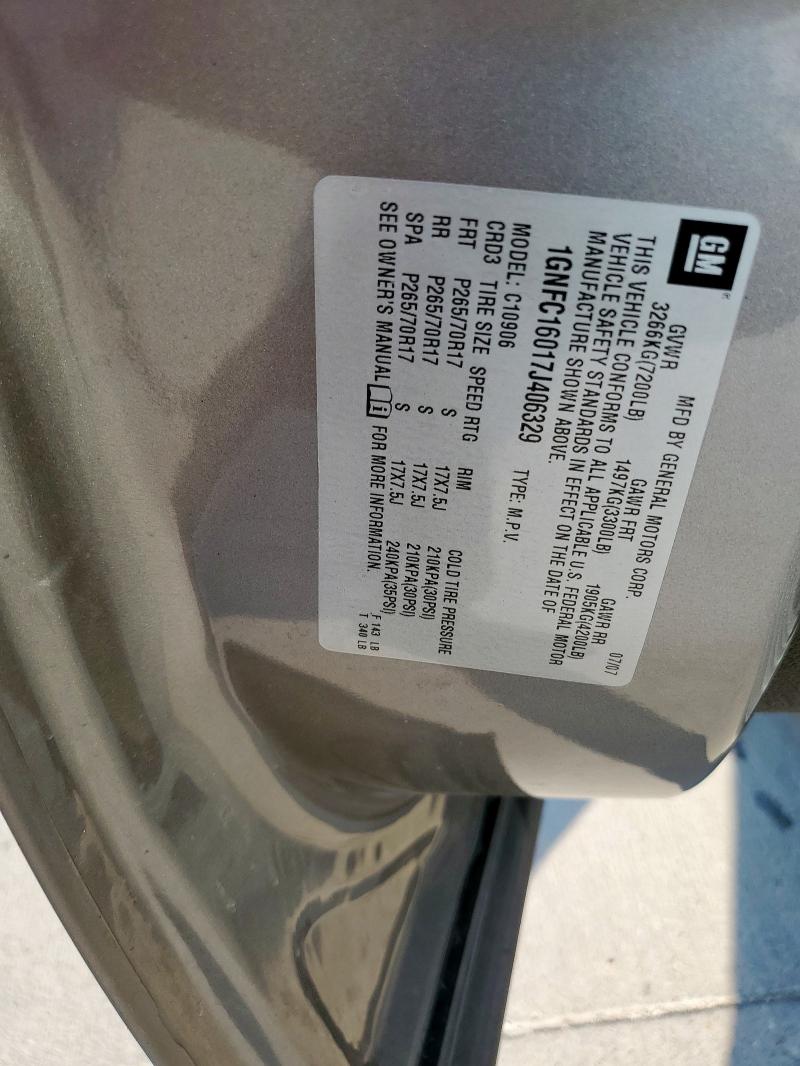 GM ®
MFD BY GENERAL MOTORS CORP. 07/07
GVWR GAWR FRT GAWR RR
3266KG(7200LB) 1497KG(3300LB) 1905KG(4200LB)
THIS VEHICLE CONFORMS TO ALL APPLICABLE U.S. FEDERAL MOTOR
VEHICLE SAFETY STANDARDS IN EFFECT ON THE DATE OF
MANUFACTURE SHOWN ABOVE.
1GNFC16017J406329 TYPE: M.P.V.
MODEL: C10906
CRD3 TIRE SIZE SPEED RTG RIM COLD TIRE PRESSURE
FRT P265/70R17 S 17X7.5J 210KPA(30PSI)
RR P265/70R17 S 17X7.5J 210KPA(30PSI)
SPA P265/70R17 S 17X7.5J 240KPA(35PSI)
SEE OWNER'S MANUAL i FOR MORE INFORMATION.
F 143 LB
T 340 LB